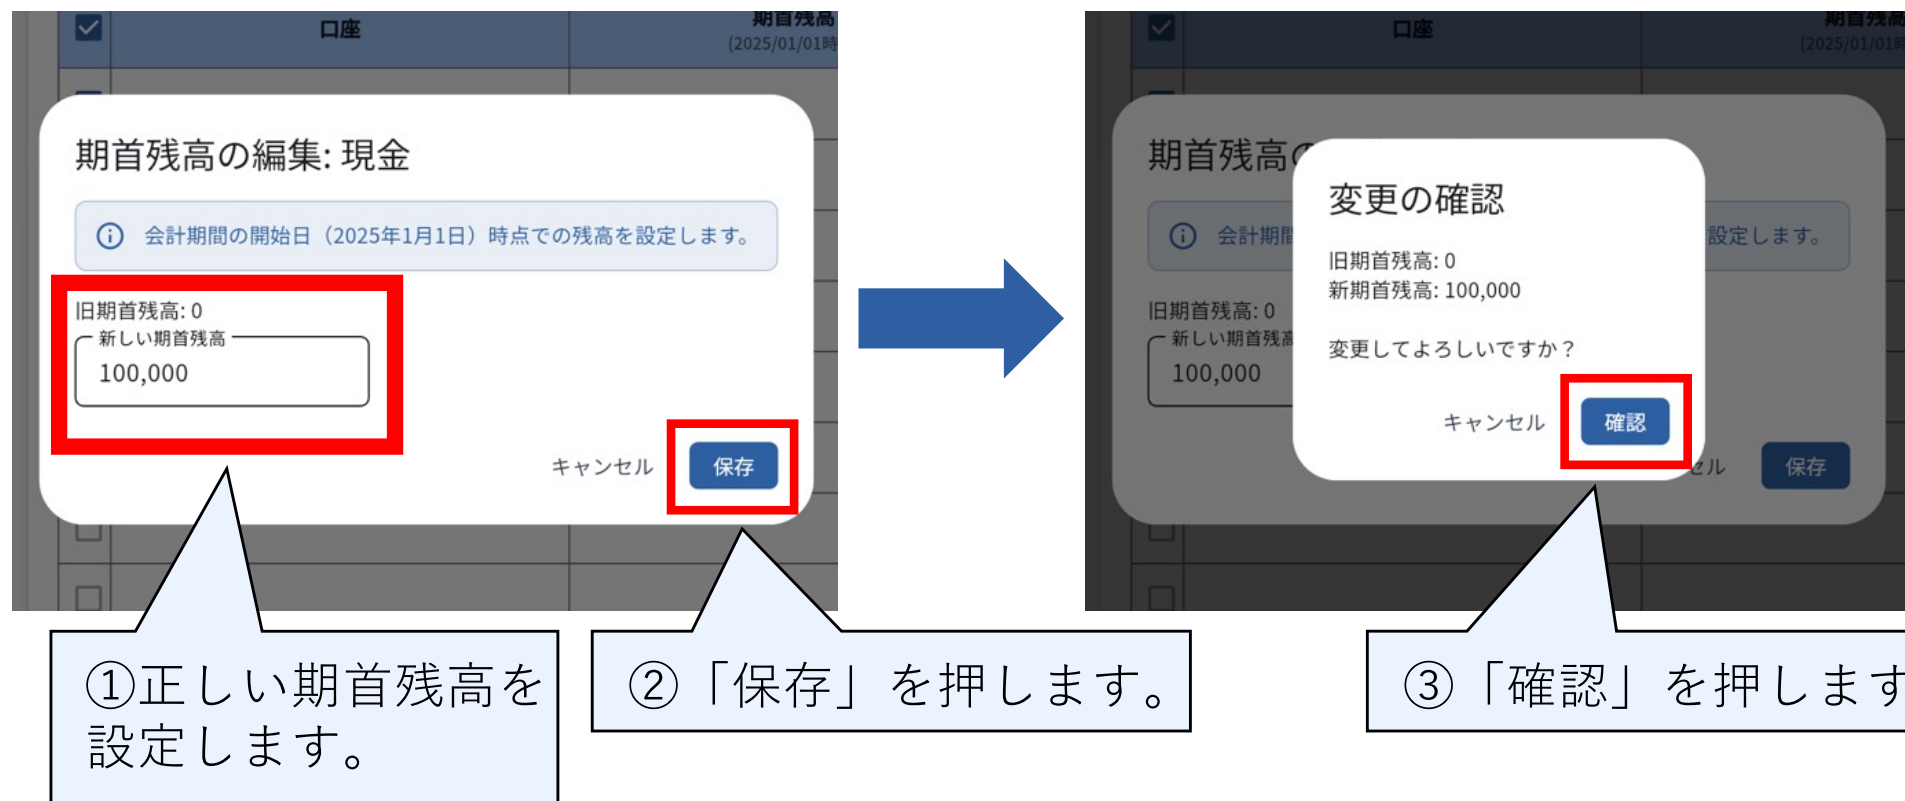 口座
期首残高
(2025/01/01時
期首残高の編集: 現金
会計期間の開始日（2025年1月1日）時点での残高を設定します。
旧期首残高: 0
新しい期首残高
100,000
キャンセル
保存
①正しい期首残高を
設定します。
②「保存」を押します。
口座
期首残高
(2025/01/01時
期首残高の
会計期間
設定します。
旧期首残高: 0
新しい期首残高
100,000
セル
保存
変更の確認
旧期首残高: 0
新期首残高: 100,000
変更してよろしいですか？
キャンセル
確認
③「確認」を押します